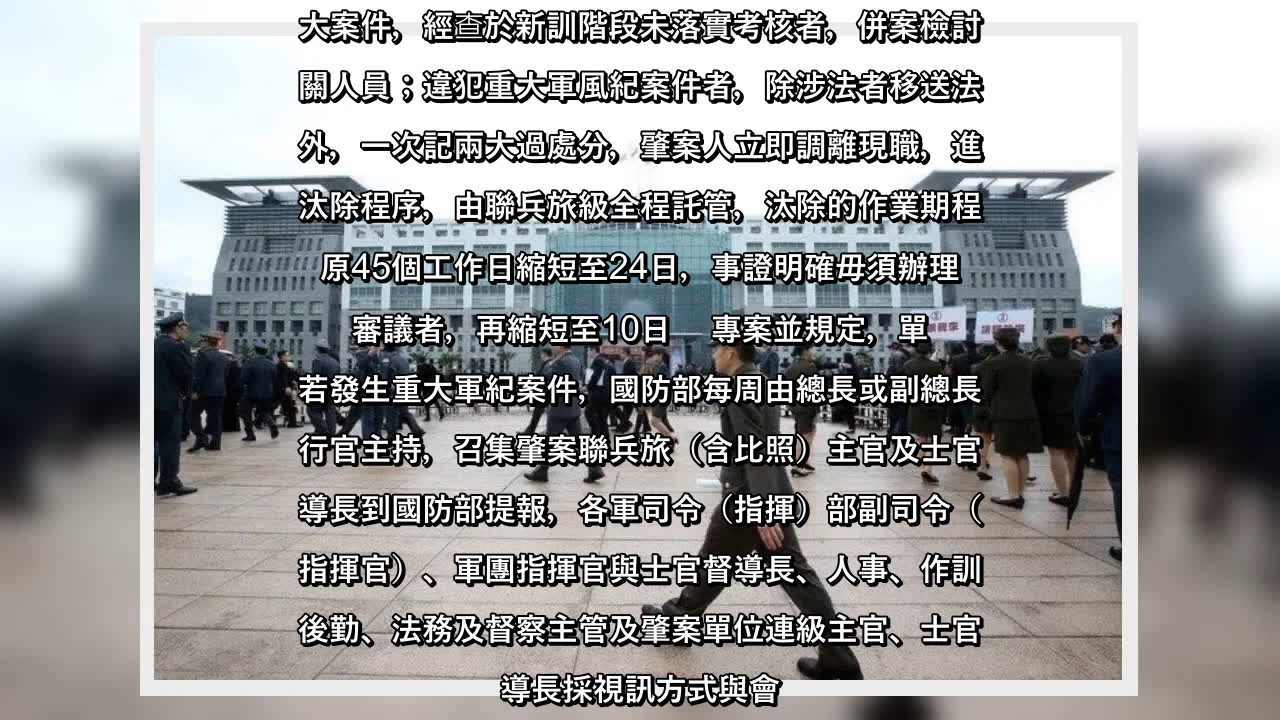 大案件，經查於新訓階段未落實考核者，併案檢討
關人員；違犯重大軍風紀案件者，除涉法者移送法
外，一次記兩大過處分，肇案人立即調離現職，進
汰除程序，由聯兵旅級全程託管，汰除的作業期程
原45個工作日縮短至24日，事證明確毋須辦理
審議者，再縮短至10日　專案並規定，單
若發生重大軍紀案件，國防部每周由總長或副總長
行官主持，召集肇案聯兵旅（含比照）主官及士官
導長到國防部提報，各軍司令（指揮）部副司令（
指揮官）、軍團指揮官與士官督導長、人事、作訓
後勤、法務及督察主管及肇案單位連級主官、士官
導長採視訊方式與會